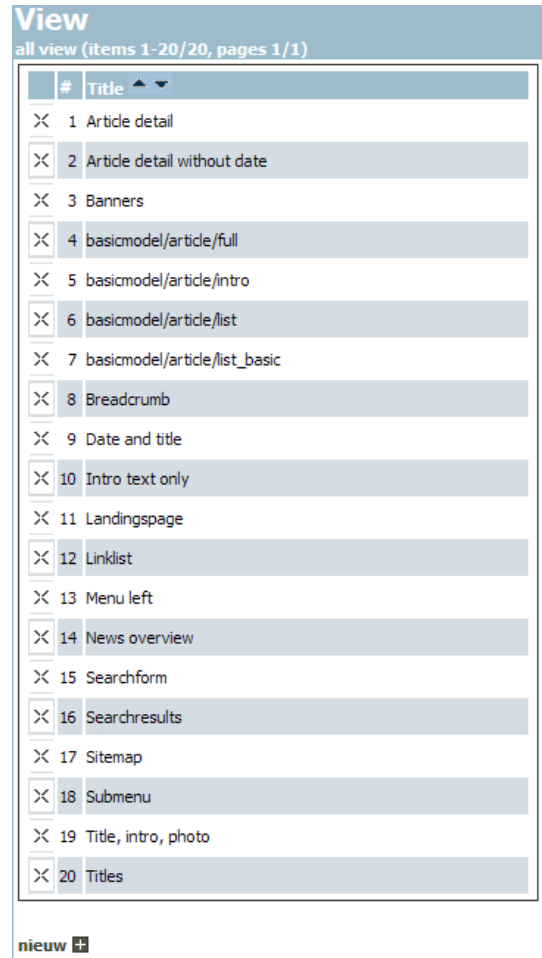 View
all view (items 1-20/20, pages 1/1)
# Title
1 Article detail
2 Article detail without date
3 Banners
4 basicmodel/article/full
5 basicmodel/article/intro
6 basicmodel/article/list
7 basicmodel/article/list_basic
8 Breadcrumb
9 Date and title
10 Intro text only
11 Landingspage
12 Linklist
13 Menu left
14 News overview
15 Searchform
16 Searchresults
17 Sitemap
18 Submenu
19 Title, intro, photo
20 Titles
nieuw